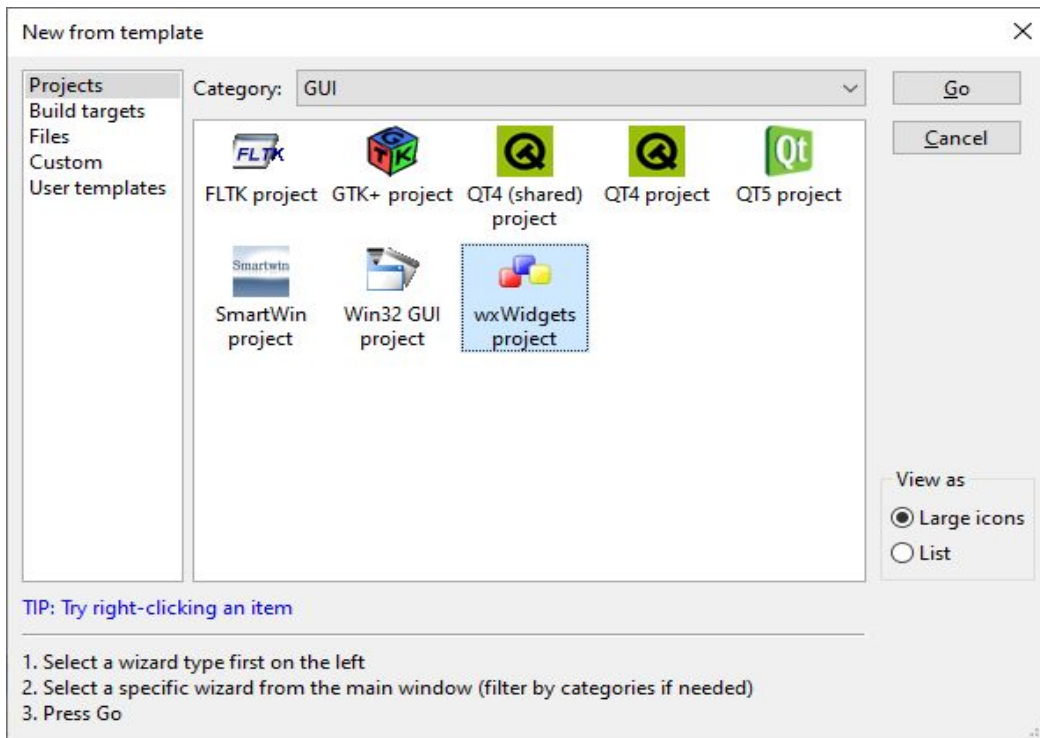 New from template
Projects
Build targets
Files
Custom
User templates
Category: GUI
Go
Cancel
FLTK
GTK
Qt
FLTK project GTK+ project QT4 (shared) project QT4 project QT5 project
Smartwin
SmartWin project
Win32 GUI project
wxWidgets project
View as
Large icons
List
TIP: Try right-clicking an item
1. Select a wizard type first on the left
2. Select a specific wizard from the main window (filter by categories if needed)
3. Press Go